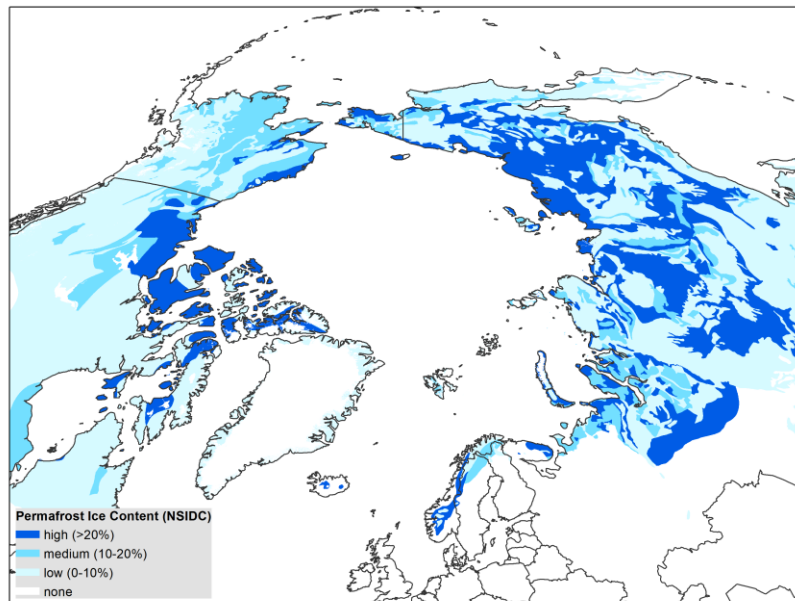 Permafrost Ice Content (NSIDC)
high (>20%)
medium (10-20%)
low (0-10%)
none